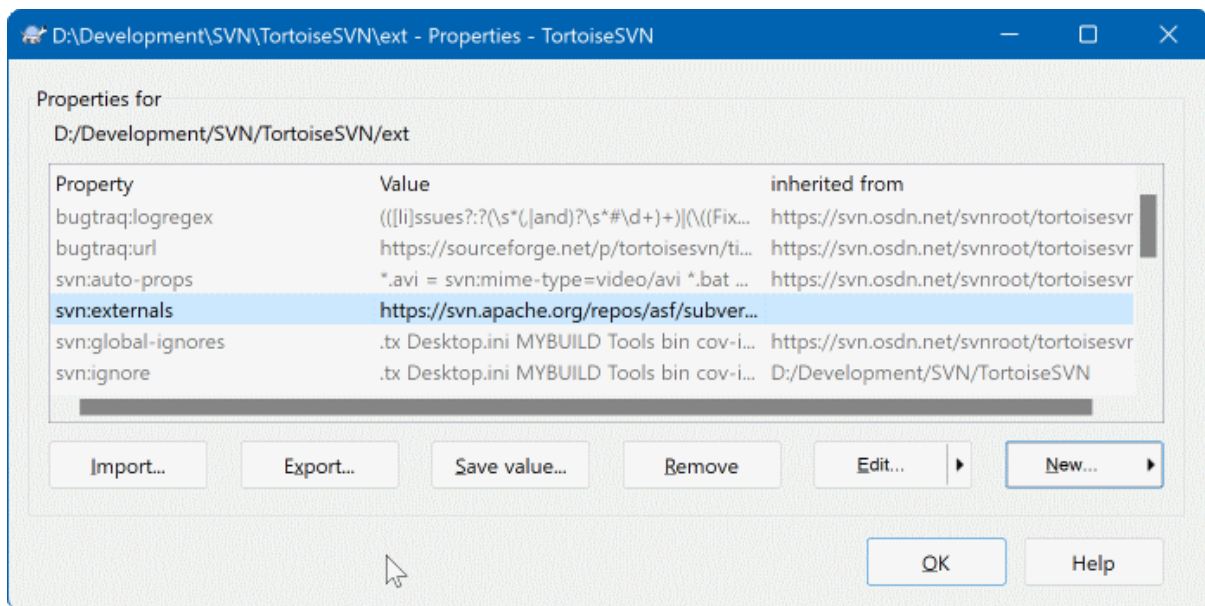 D:\Development\SVN\TortoiseSVN\ext - Properties - TortoiseSVN
Properties for
D:/Development/SVN/TortoiseSVN/ext
Property Value inherited from
bugtraq:logregex (([Ii]ssues?:?(\s*(,|and)?\s*#\d+)+)|(\((Fix... https://svn.osdn.net/svnroot/tortoisesvr
bugtraq:url https://sourceforge.net/p/tortoisesvn/ti... https://svn.osdn.net/svnroot/tortoisesvr
svn:auto-props *.avi = svn:mime-type=video/avi *.bat ... https://svn.osdn.net/svnroot/tortoisesvr
svn:externals https://svn.apache.org/repos/asf/subver...
svn:global-ignores .tx Desktop.ini MYBUILD Tools bin cov-i... https://svn.osdn.net/svnroot/tortoisesvr
svn:ignore .tx Desktop.ini MYBUILD Tools bin cov-i... D:/Development/SVN/TortoiseSVN
Import... Export... Save value... Remove Edit... New...
OK Help